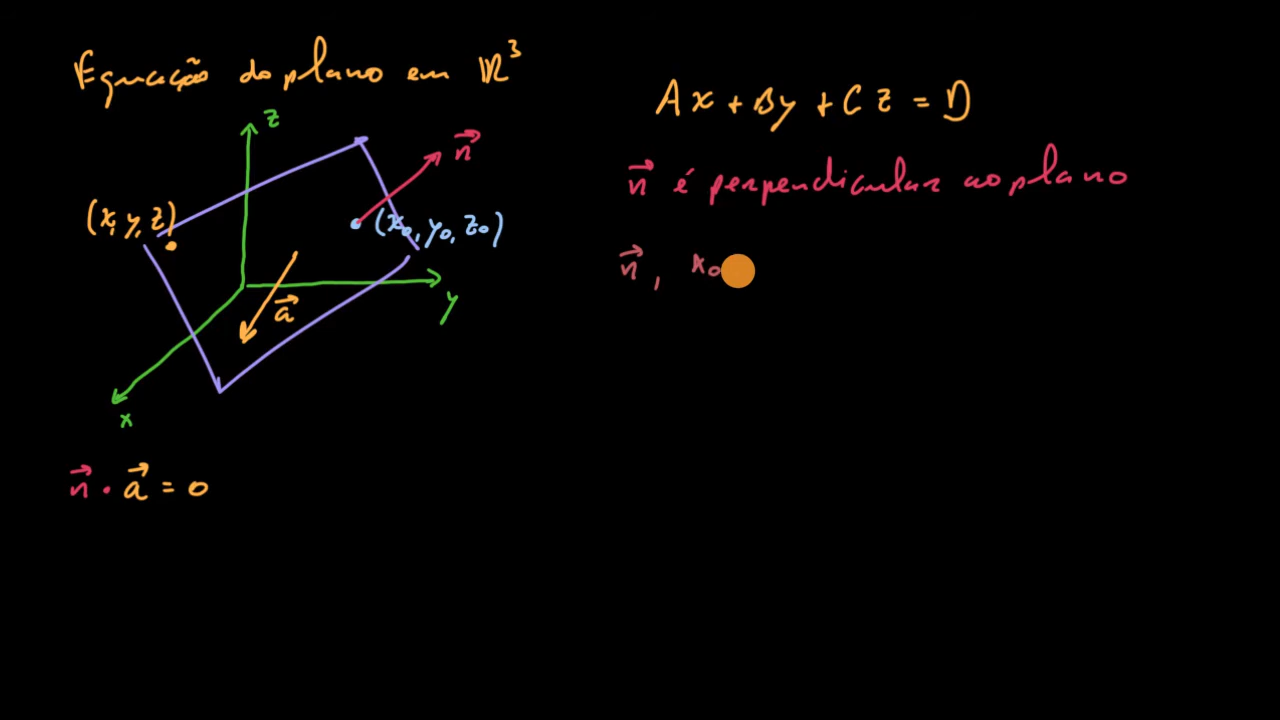 Equação do plano em ℝ³
Ax + By + Cz = D
n⃗ é perpendicular ao plano
n⃗, x₀
z
n⃗
(x, y, z)
(x₀, y₀, z₀)
a⃗
y
x
n⃗ · a⃗ = 0